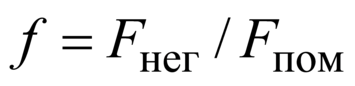 f = Fнег / Fпом